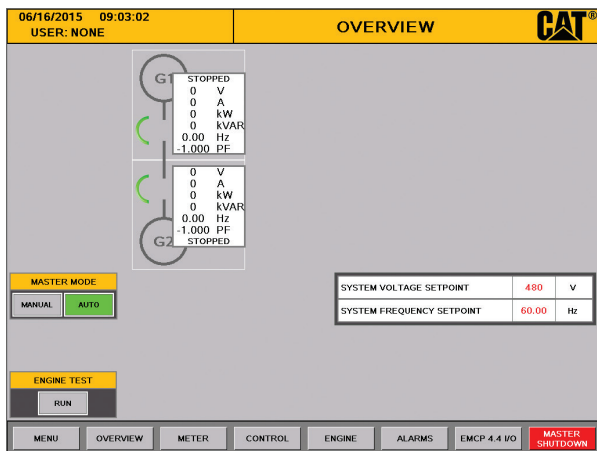 06/16/2015 09:03:02
USER: NONE
OVERVIEW
CAT®
G1
STOPPED
0 V
0 A
0 kW
0 kVAR
0.00 Hz
-1.000 PF
0 V
0 A
0 kW
0 kVAR
0.00 Hz
-1.000 PF
STOPPED
G2
MASTER MODE
MANUAL AUTO
SYSTEM VOLTAGE SETPOINT 480 V
SYSTEM FREQUENCY SETPOINT 60.00 Hz
ENGINE TEST
RUN
MENU OVERVIEW METER CONTROL ENGINE ALARMS EMCP 4.4 I/O MASTER SHUTDOWN